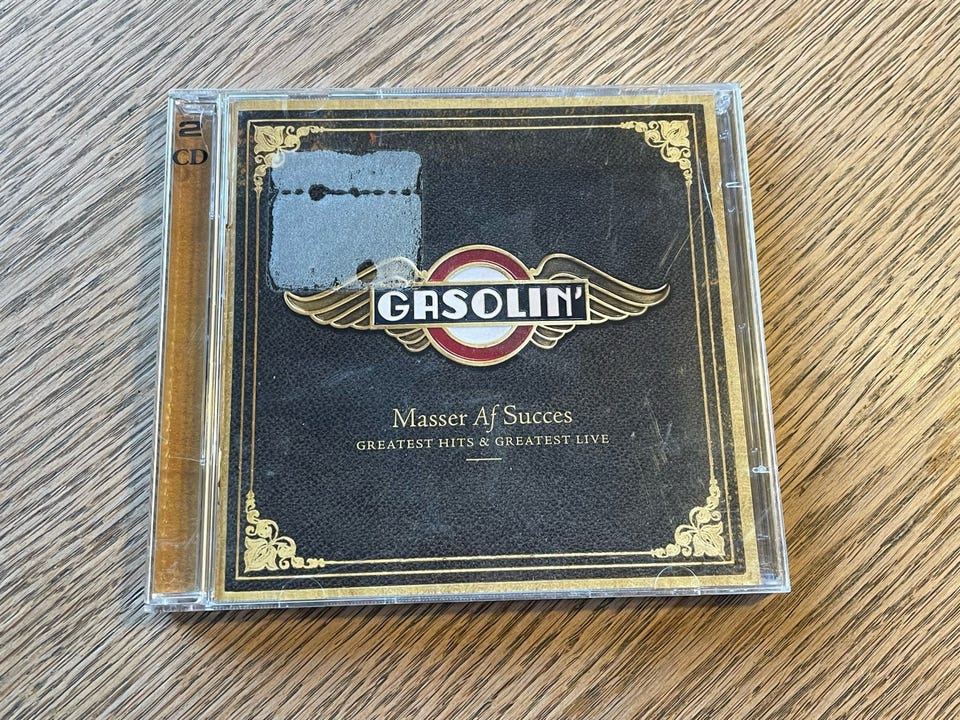 2
CD
GASOLIN'
Masser Af Succes
GREATEST HITS & GREATEST LIVE